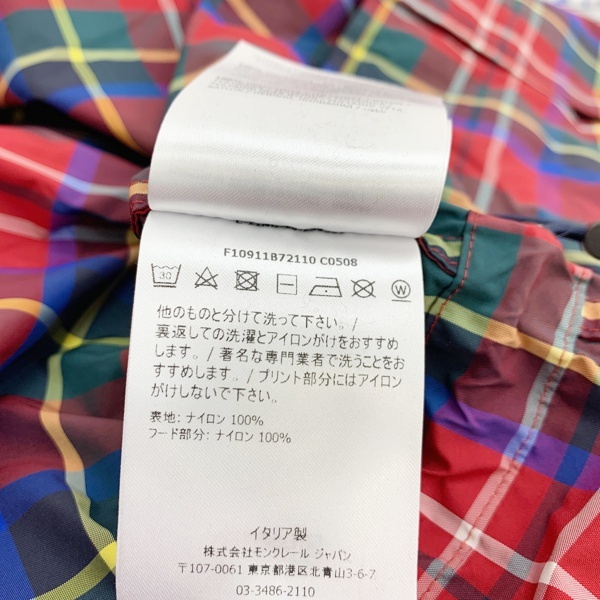 F10911B72110 C0508
30
W
他のものと分けて洗って下さい。/
裏返しての洗濯とアイロンがけをおすすめ
します。/ 著名な専門業者で洗うことをお
すすめします。/ プリント部分にはアイロン
がけしないで下さい。
表地: ナイロン 100%
フード部分: ナイロン 100%
イタリア製
株式会社モンクレール ジャパン
〒107-0061 東京都港区北青山3-6-7
03-3486-2110